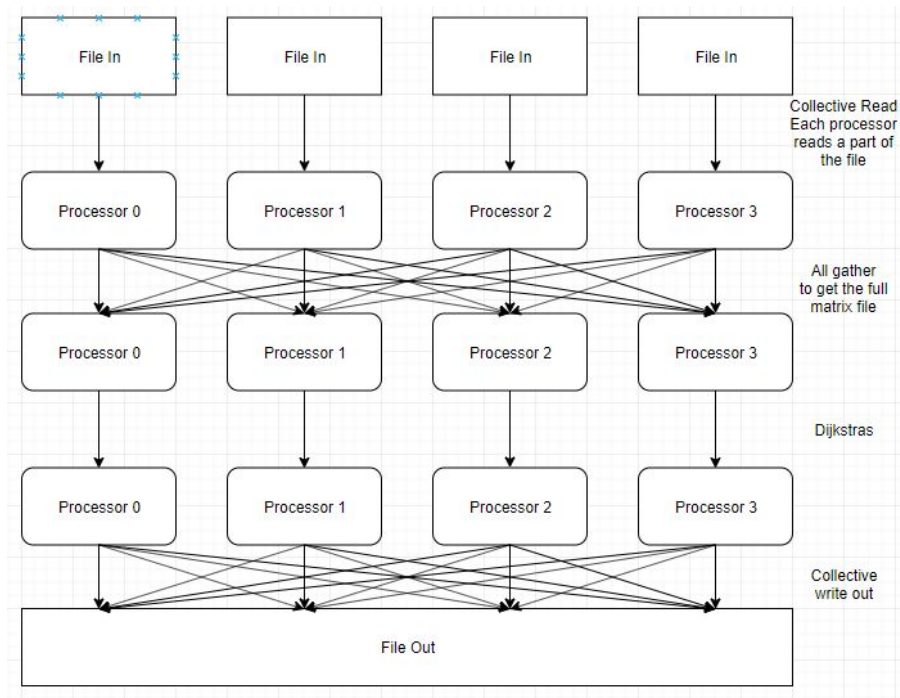 File In
File In
File In
File In
Collective Read
Each processor
reads a part of
the file
Processor 0
Processor 1
Processor 2
Processor 3
All gather
to get the full
matrix file
Processor 0
Processor 1
Processor 2
Processor 3
Dijkstras
Processor 0
Processor 1
Processor 2
Processor 3
Collective
write out
File Out